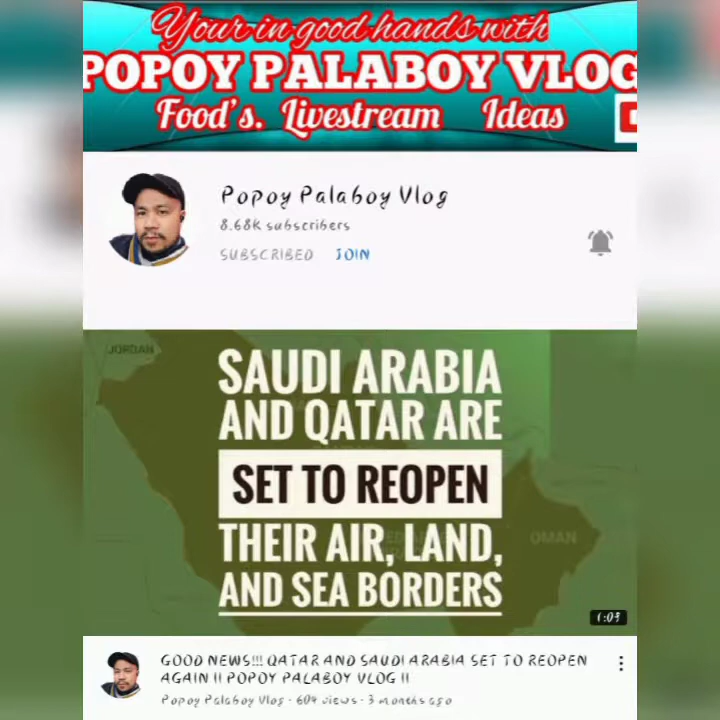 Your in good hands with
POPOY PALABOY VLOG
Food's. Livestream Ideas
Popoy Palaboy Vlog
8.68K subscribers
SUBSCRIBED JOIN
JORDAN
SAUDI ARABIA
AND QATAR ARE
SET TO REOPEN
THEIR AIR, LAND,
OMAN
AND SEA BORDERS
1:03
GOOD NEWS!!! QATAR AND SAUDI ARABIA SET TO REOPEN
AGAIN || POPOY PALABOY VLOG ||
Popoy Palaboy Vlog · 604 views · 3 months ago